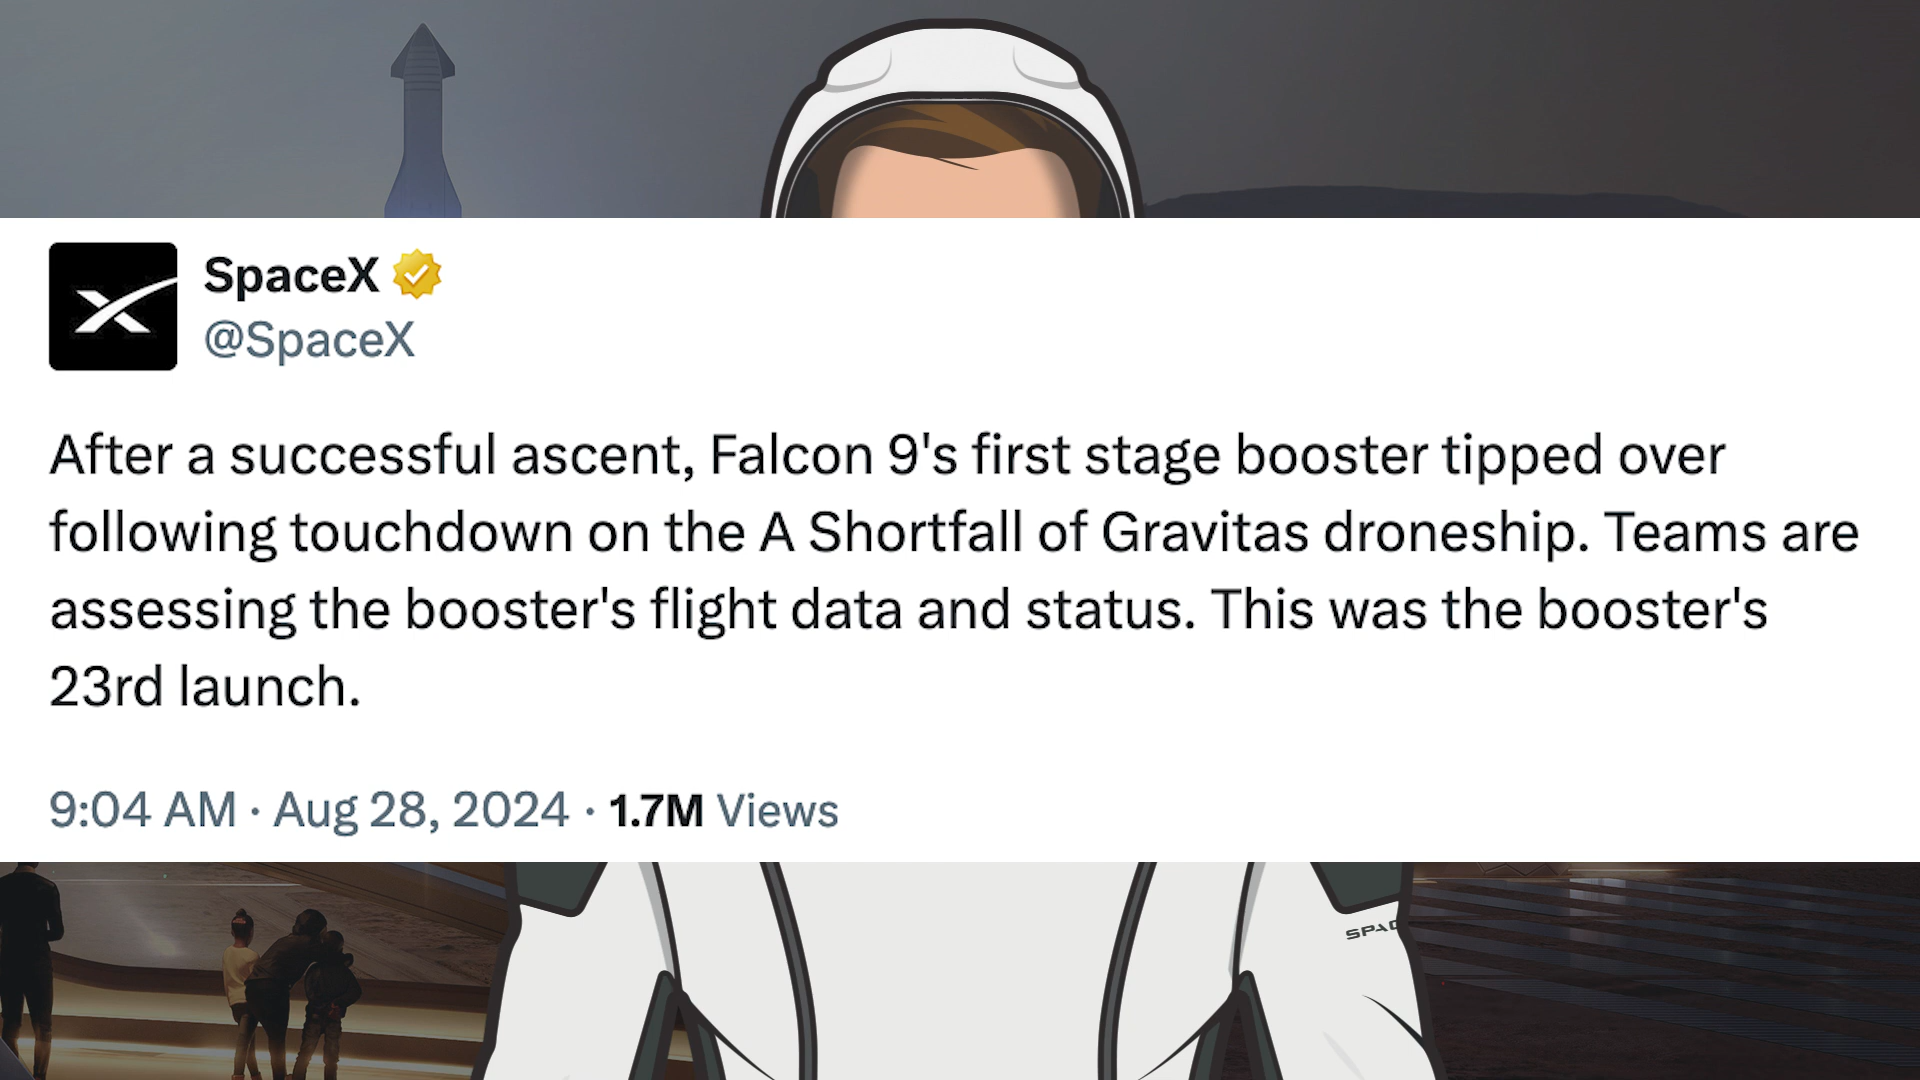 SpaceX
@SpaceX
After a successful ascent, Falcon 9's first stage booster tipped over
following touchdown on the A Shortfall of Gravitas droneship. Teams are
assessing the booster's flight data and status. This was the booster's
23rd launch.
9:04 AM · Aug 28, 2024 · 1.7M Views
SPAC